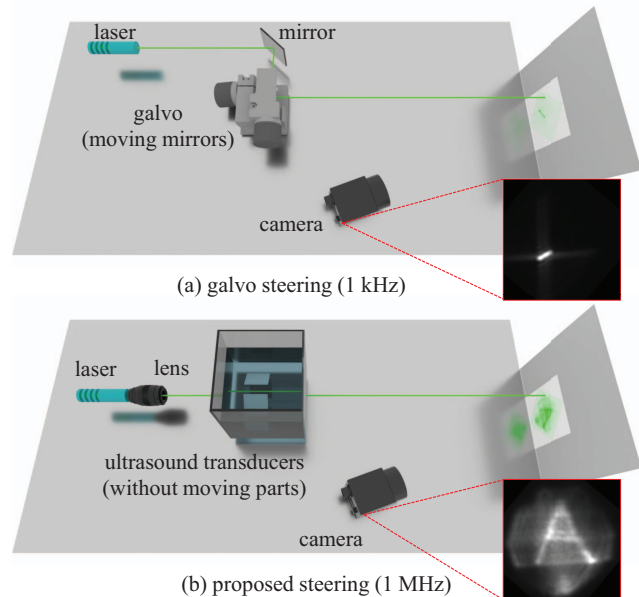 laser
mirror
galvo
(moving mirrors)
camera
(a) galvo steering (1 kHz)
laser
lens
ultrasound transducers
(without moving parts)
camera
A
(b) proposed steering (1 MHz)